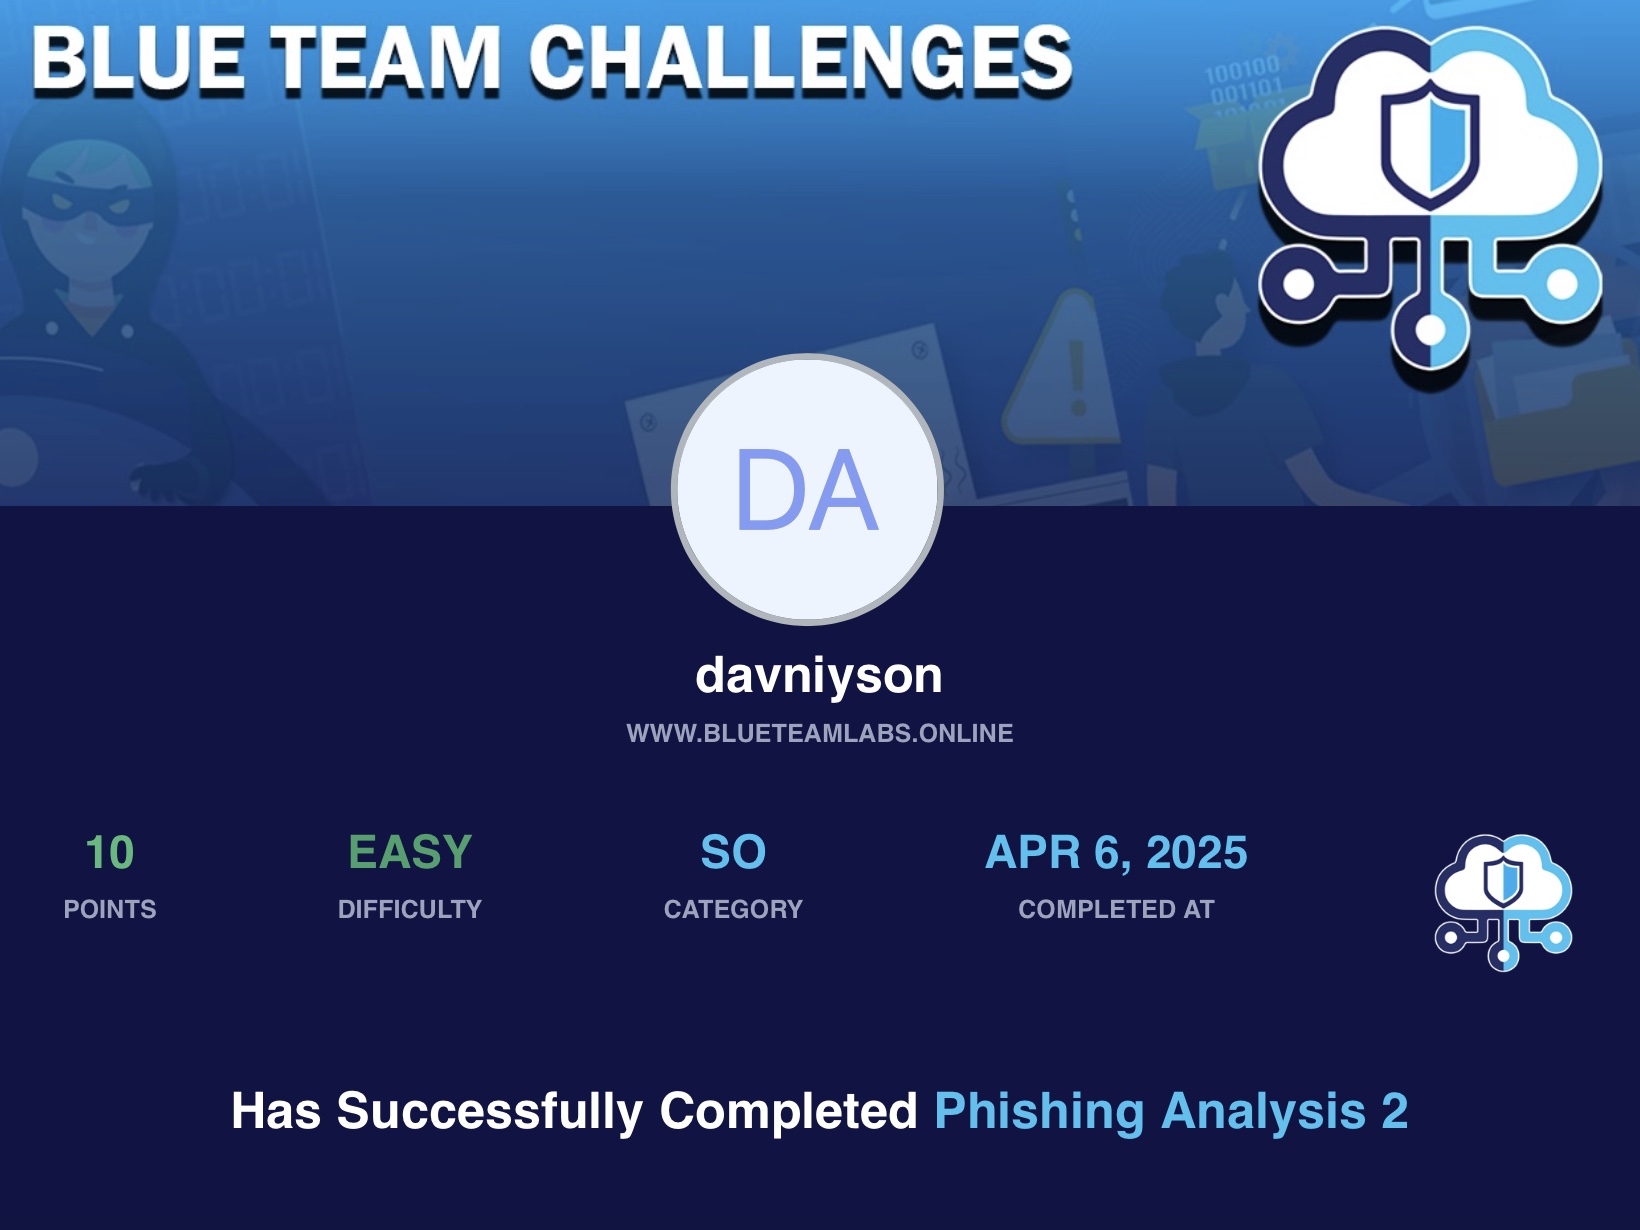 BLUE TEAM CHALLENGES
100100
001101
DA
davniyson
WWW.BLUETEAMLABS.ONLINE
10
POINTS
EASY
DIFFICULTY
SO
CATEGORY
APR 6, 2025
COMPLETED AT
Has Successfully Completed Phishing Analysis 2